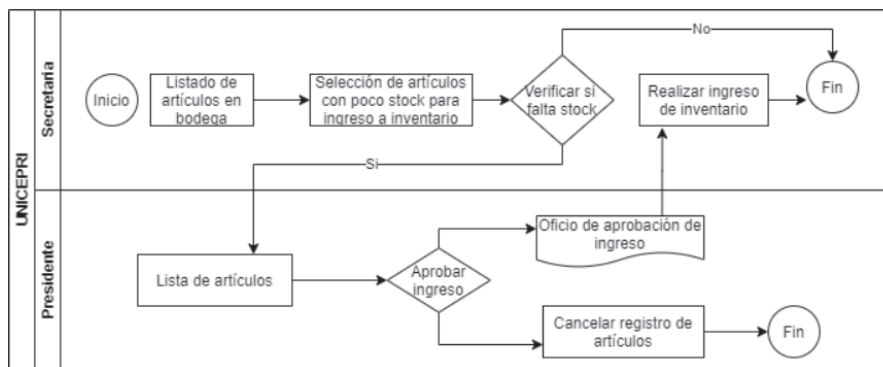 UNICEPRI
Secretaria
Inicio
Listado de
artículos en
bodega
Selección de artículos
con poco stock para
ingreso a inventario
Verificar si
falta stock
No
Realizar ingreso
de inventario
Fin
Si
Presidente
Lista de artículos
Aprobar
ingreso
Oficio de aprobación de
ingreso
Cancelar registro de
artículos
Fin